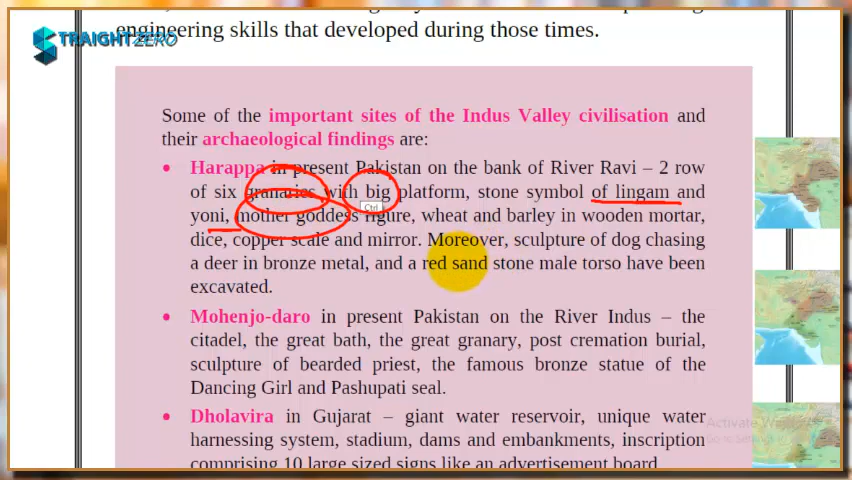 engineering skills that developed during those times.
STRAIGHTZERO
Some of the important sites of the Indus Valley civilisation and
their archaeological findings are:
• Harappa in present Pakistan on the bank of River Ravi – 2 row
of six granaries with big platform, stone symbol of lingam and
Ctrl
yoni, mother goddess figure, wheat and barley in wooden mortar,
dice, copper scale and mirror. Moreover, sculpture of dog chasing
a deer in bronze metal, and a red sand stone male torso have been
excavated.
• Mohenjo-daro in present Pakistan on the River Indus – the
citadel, the great bath, the great granary, post cremation burial,
sculpture of bearded priest, the famous bronze statue of the
Dancing Girl and Pashupati seal.
• Dholavira in Gujarat – giant water reservoir, unique water
Activate
harnessing system, stadium, dams and embankments, inscription
Go to
comprising 10 large sized signs like an advertisement board.